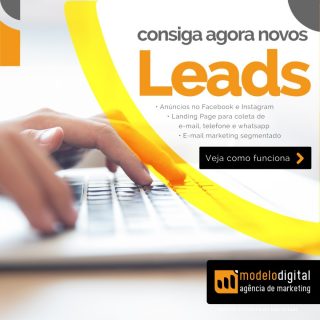 consiga agora novos
Leads
• Anúncios no Facebook e Instagram
• Landing Page para coleta de
e-mail, telefone e whatsapp
• E-mail marketing segmentado
Veja como funciona
modelodigital
agência de marketing